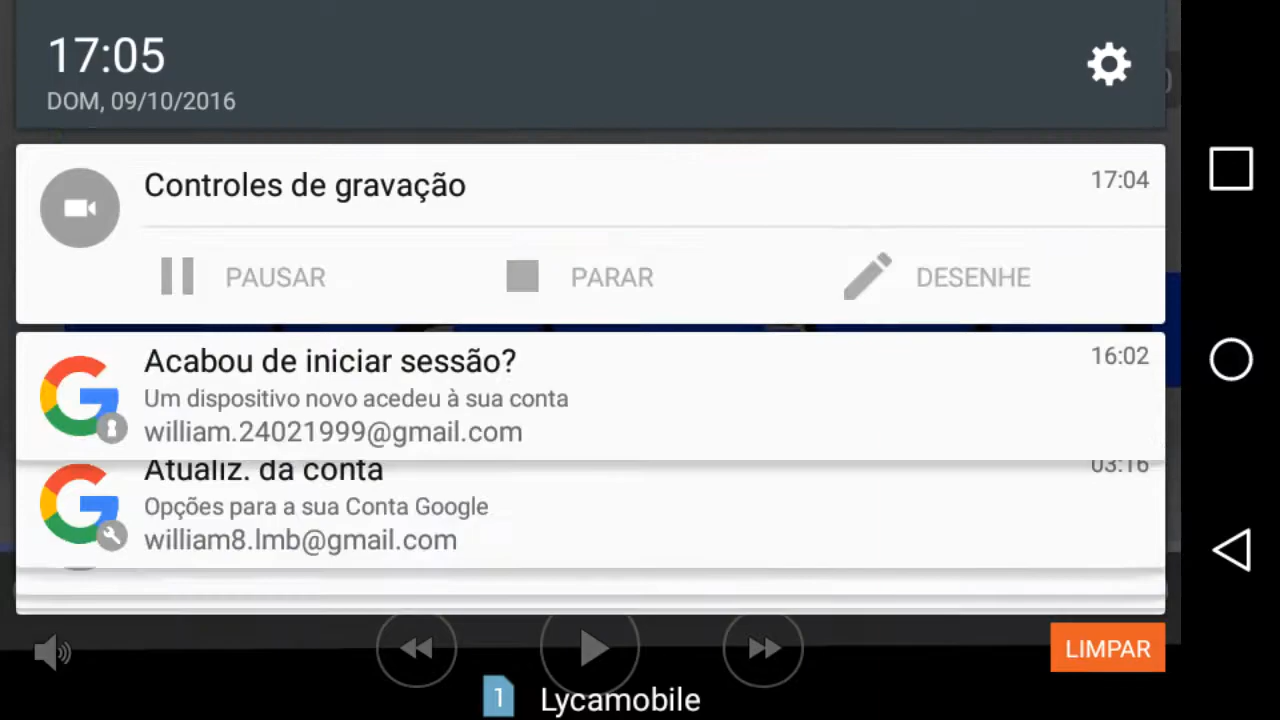 17:05
DOM, 09/10/2016
Controles de gravação
17:04
PAUSAR
PARAR
DESENHE
Acabou de iniciar sessão?
16:02
Um dispositivo novo acedeu à sua conta
william.24021999@gmail.com
Atualiz. da conta
03:16
Opções para a sua Conta Google
william8.lmb@gmail.com
LIMPAR
1 Lycamobile